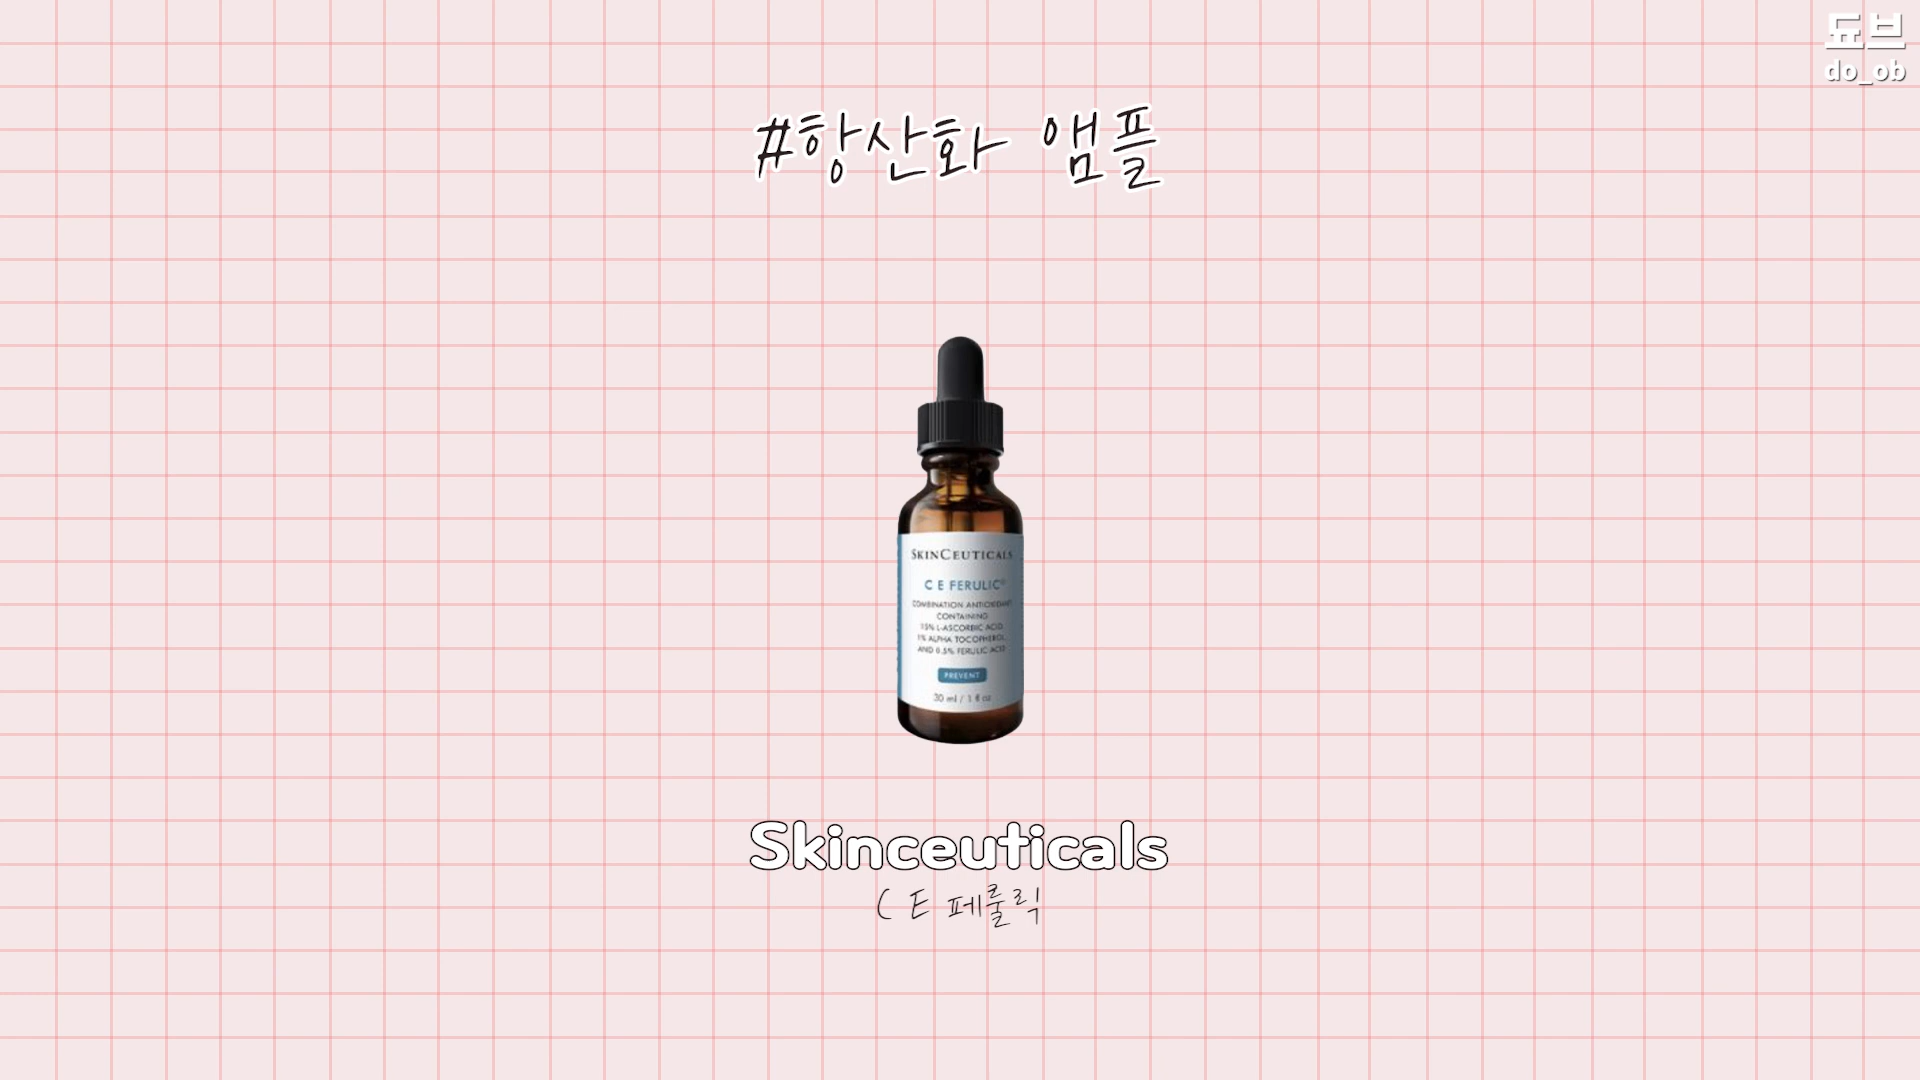 됴브
do_ob
#항산화 앰플
SKINCEUTICALS
C E FERULIC®
COMBINATION ANTIOXIDANT
CONTAINING
15% L-ASCORBIC ACID
1% ALPHA TOCOPHEROL
AND 0.5% FERULIC ACID
PREVENT
30 ml / 1 fl oz
Skinceuticals
C E 페룰릭